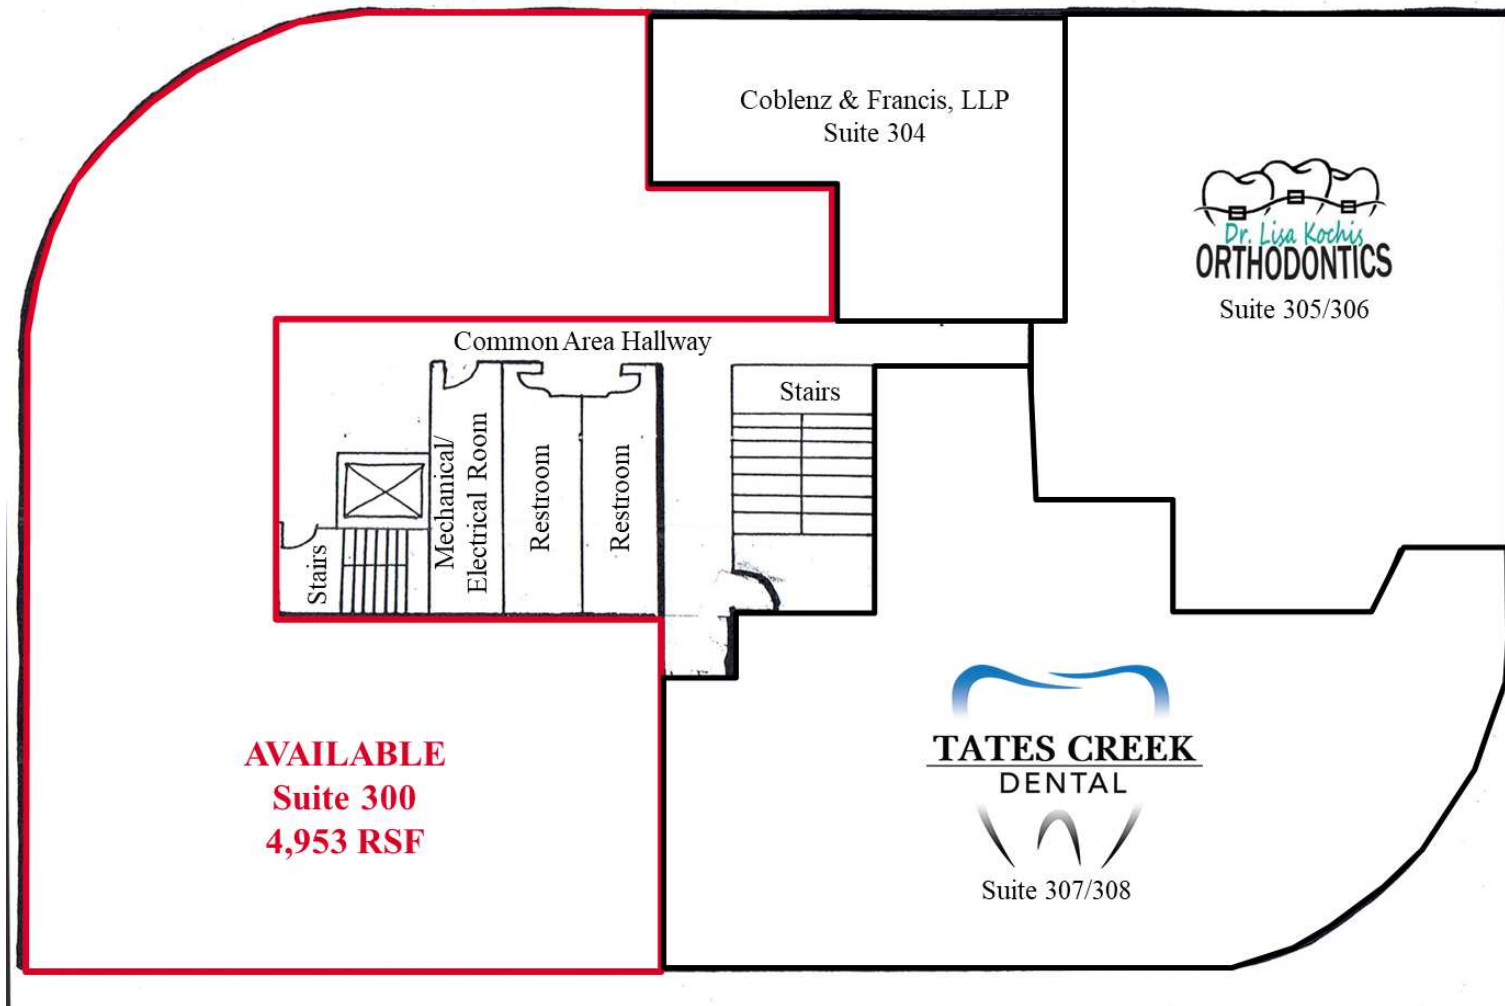 Coblenz & Francis, LLP
Suite 304
Dr. Lisa Kochis
ORTHODONTICS
Suite 305/306
Common Area Hallway
Stairs
Mechanical/
Electrical Room
Restroom
Restroom
Stairs
AVAILABLE
Suite 300
4,953 RSF
TATES CREEK
DENTAL
Suite 307/308